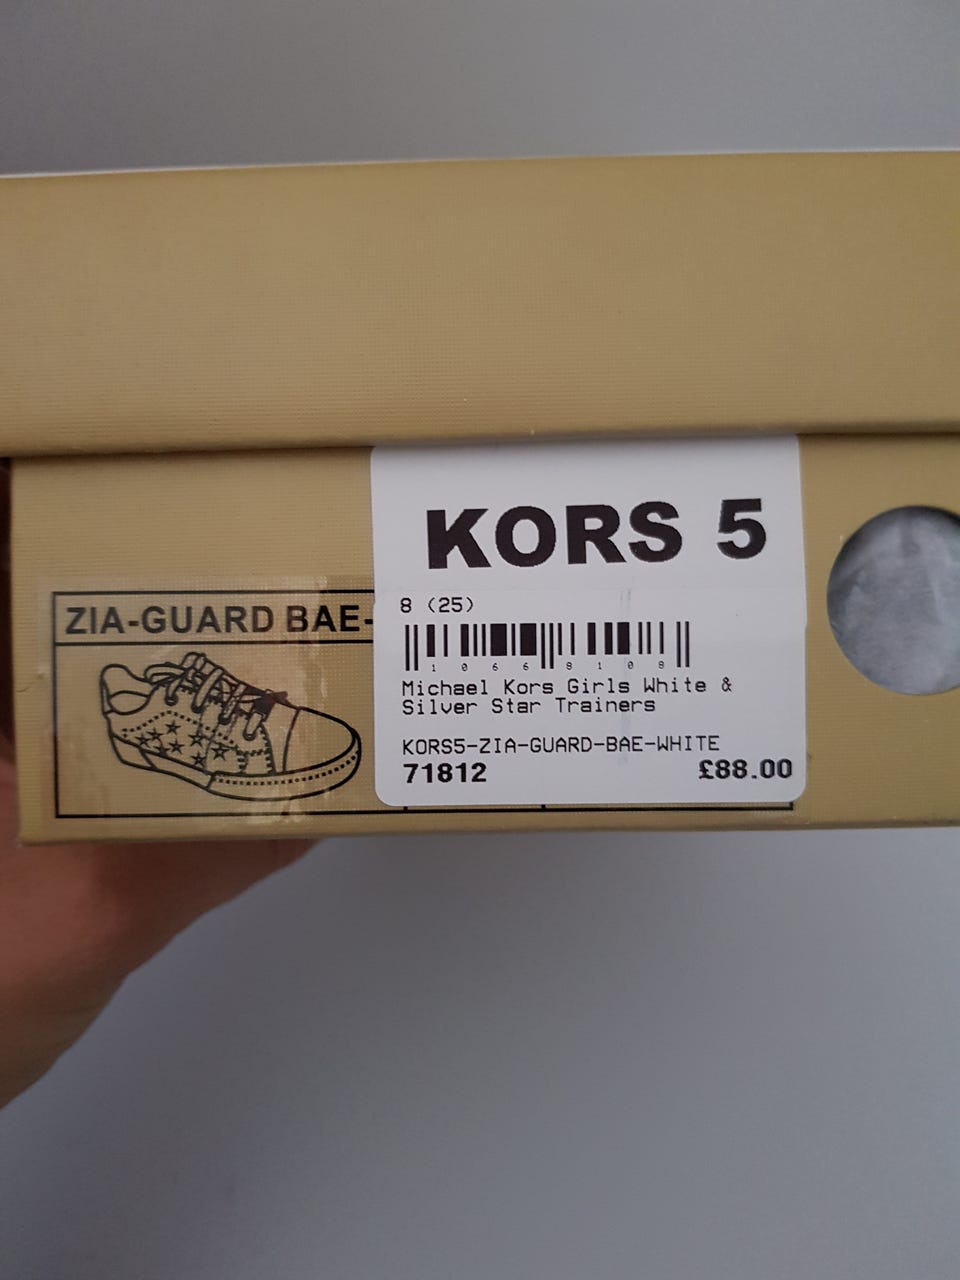 KORS 5
8 (25)
ZIA-GUARD BAE-
10668108
Michael Kors Girls White &
Silver Star Trainers
KORS5-ZIA-GUARD-BAE-WHITE
71812 £88.00